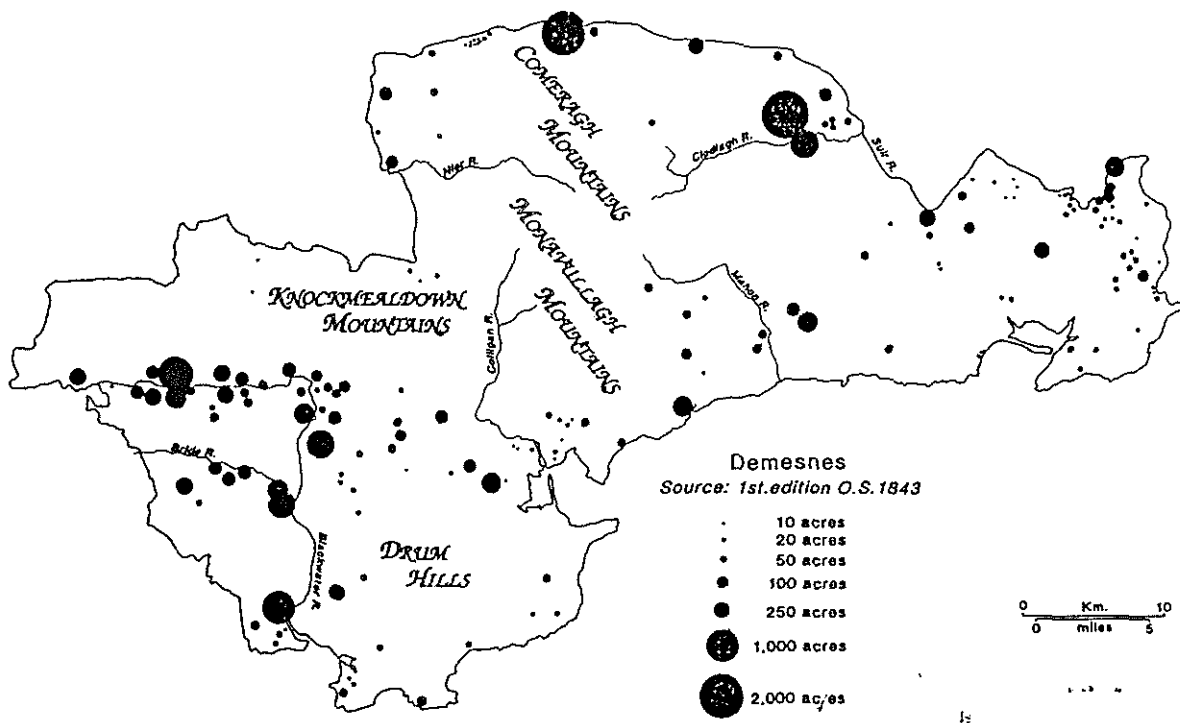 COMERAGH
MOUNTAINS
Nier R.
Clodiagh R.
Suir R.
MONAVILLAGH
MOUNTAINS
Mahon R.
KNOCKMEALDOWN
MOUNTAINS
Colligan R.
Bride R.
Blackwater R.
DRUM
HILLS
Demesnes
Source: 1st.edition O.S.1843
10 acres
20 acres
50 acres
100 acres
250 acres
1,000 acres
2,000 acres
0 Km. 10
0 miles 5